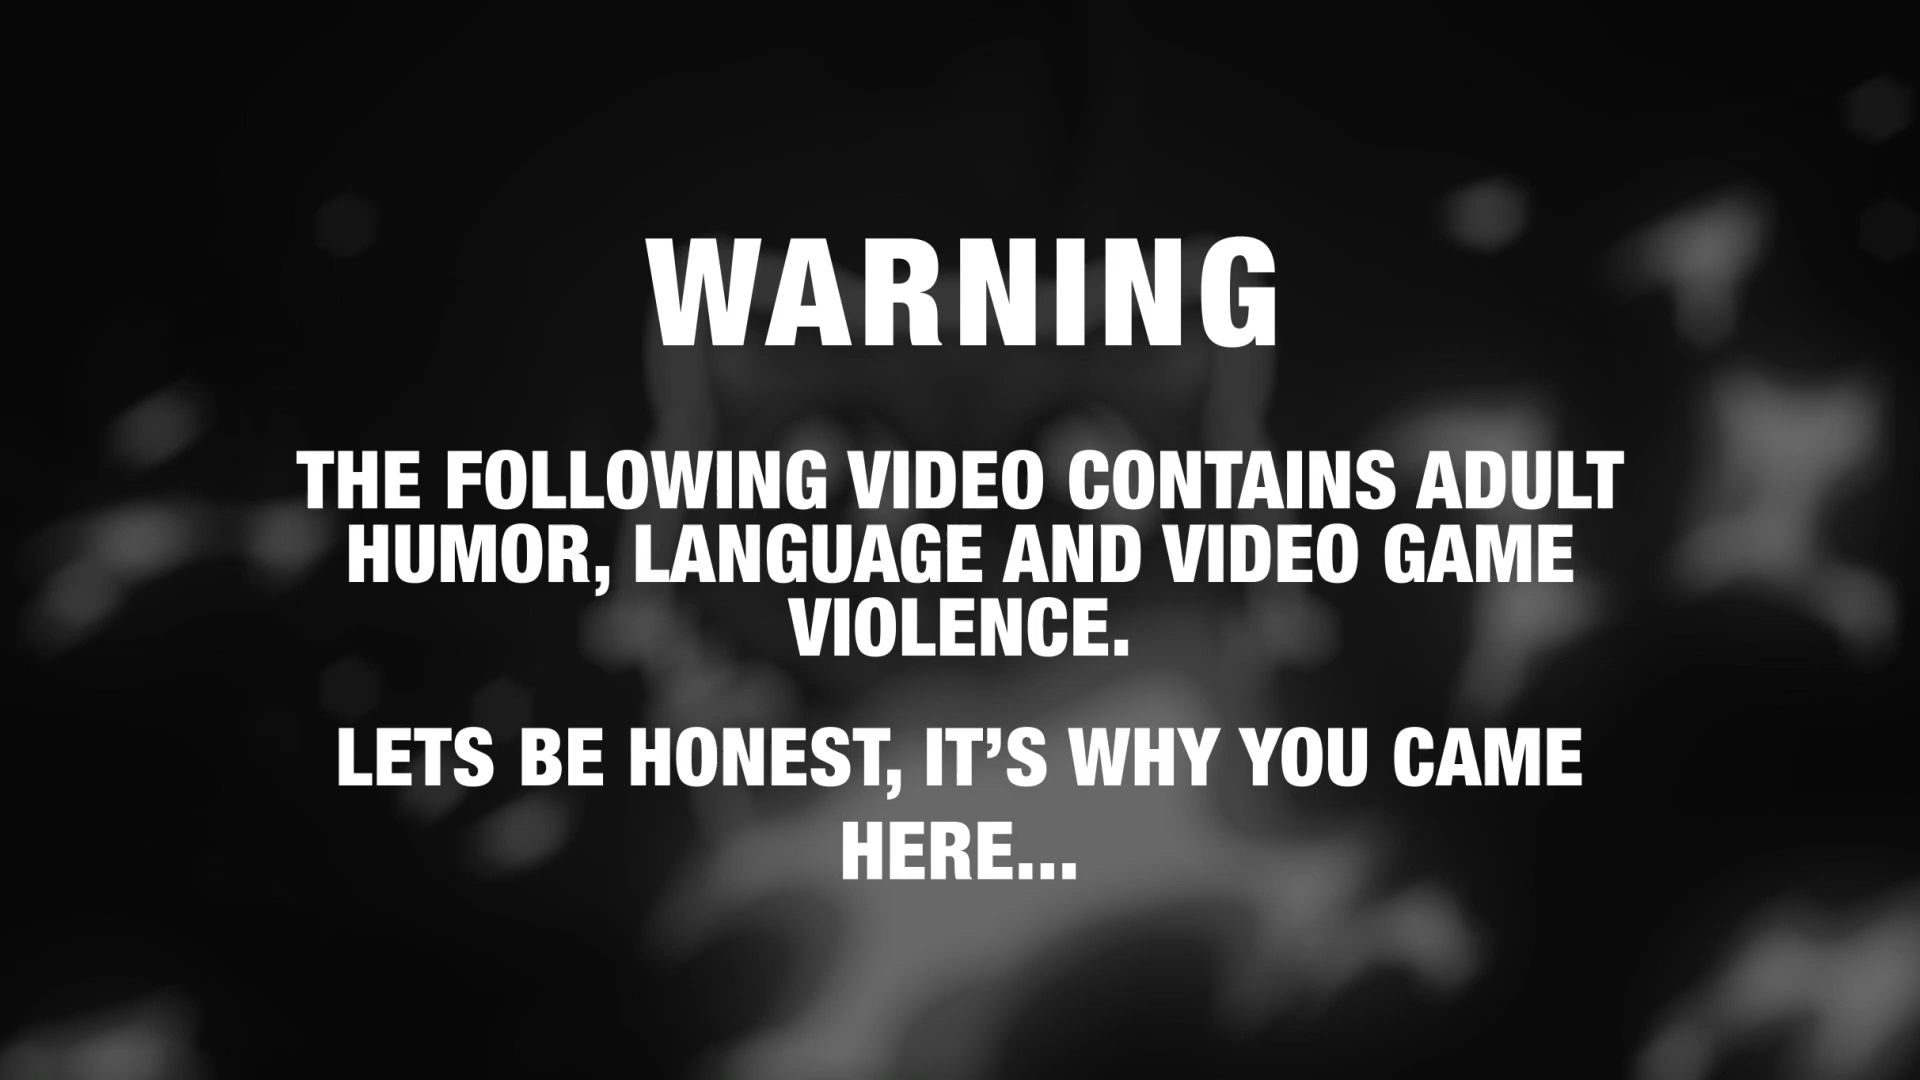 WARNING
THE FOLLOWING VIDEO CONTAINS ADULT
HUMOR, LANGUAGE AND VIDEO GAME
VIOLENCE.
LETS BE HONEST, IT’S WHY YOU CAME
HERE...